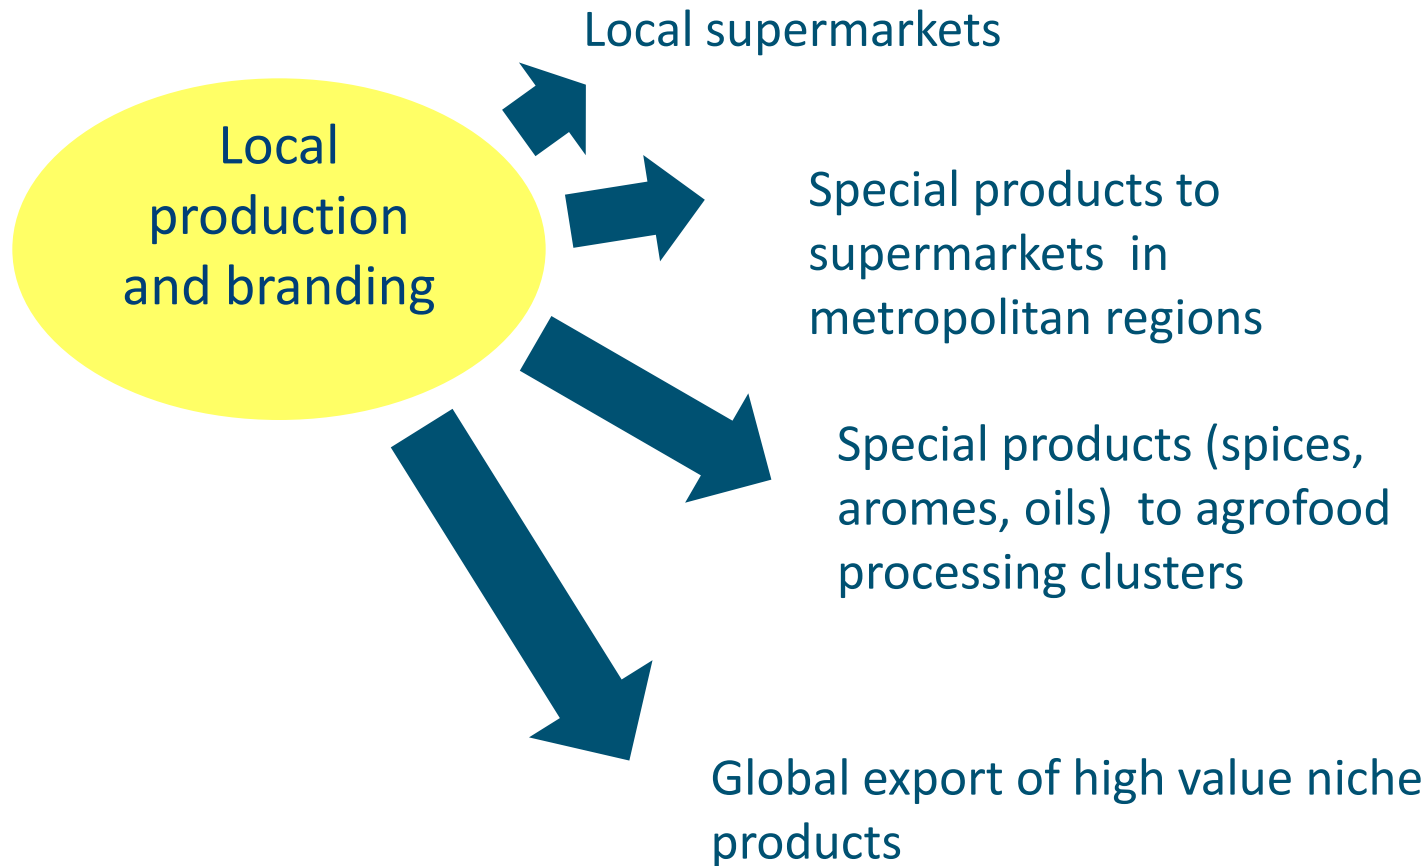 Local supermarkets
Local
production
and branding
Special products to
supermarkets in
metropolitan regions
Special products (spices,
aromes, oils) to agrofood
processing clusters
Global export of high value niche
products